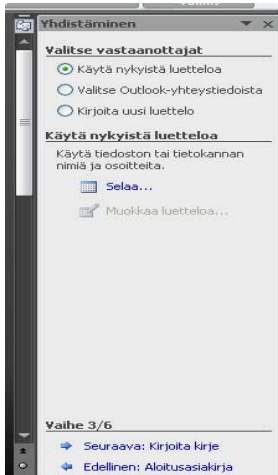 Yhdistäminen
Valitse vastaanottajat
Käytä nykyistä luetteloa
Valitse Outlook-yhteystiedoista
Kirjoita uusi luettelo
Käytä nykyistä luetteloa
Käytä tiedoston tai tietokannan
nimiä ja osoitteita.
Selaa...
Muokkaa luetteloa...
Vaihe 3/6
Seuraava: Kirjoita kirje
Edellinen: Aloitusasiakirja